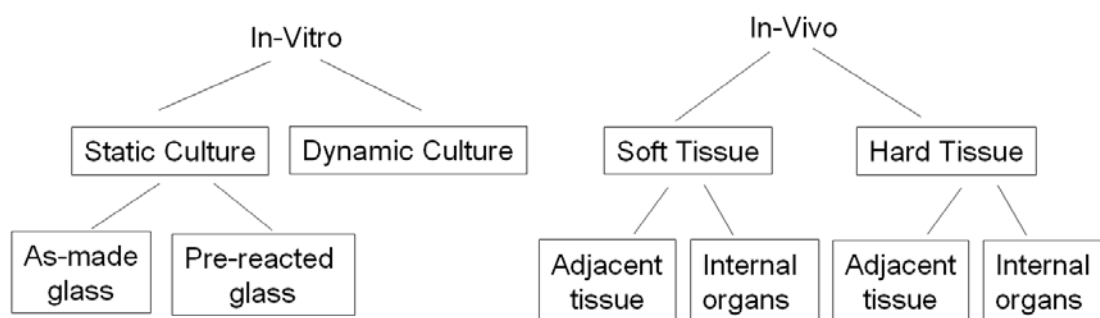 In-Vitro
In-Vivo
Static Culture
Dynamic Culture
Soft Tissue
Hard Tissue
As-made
glass
Pre-reacted
glass
Adjacent
tissue
Internal
organs
Adjacent
tissue
Internal
organs